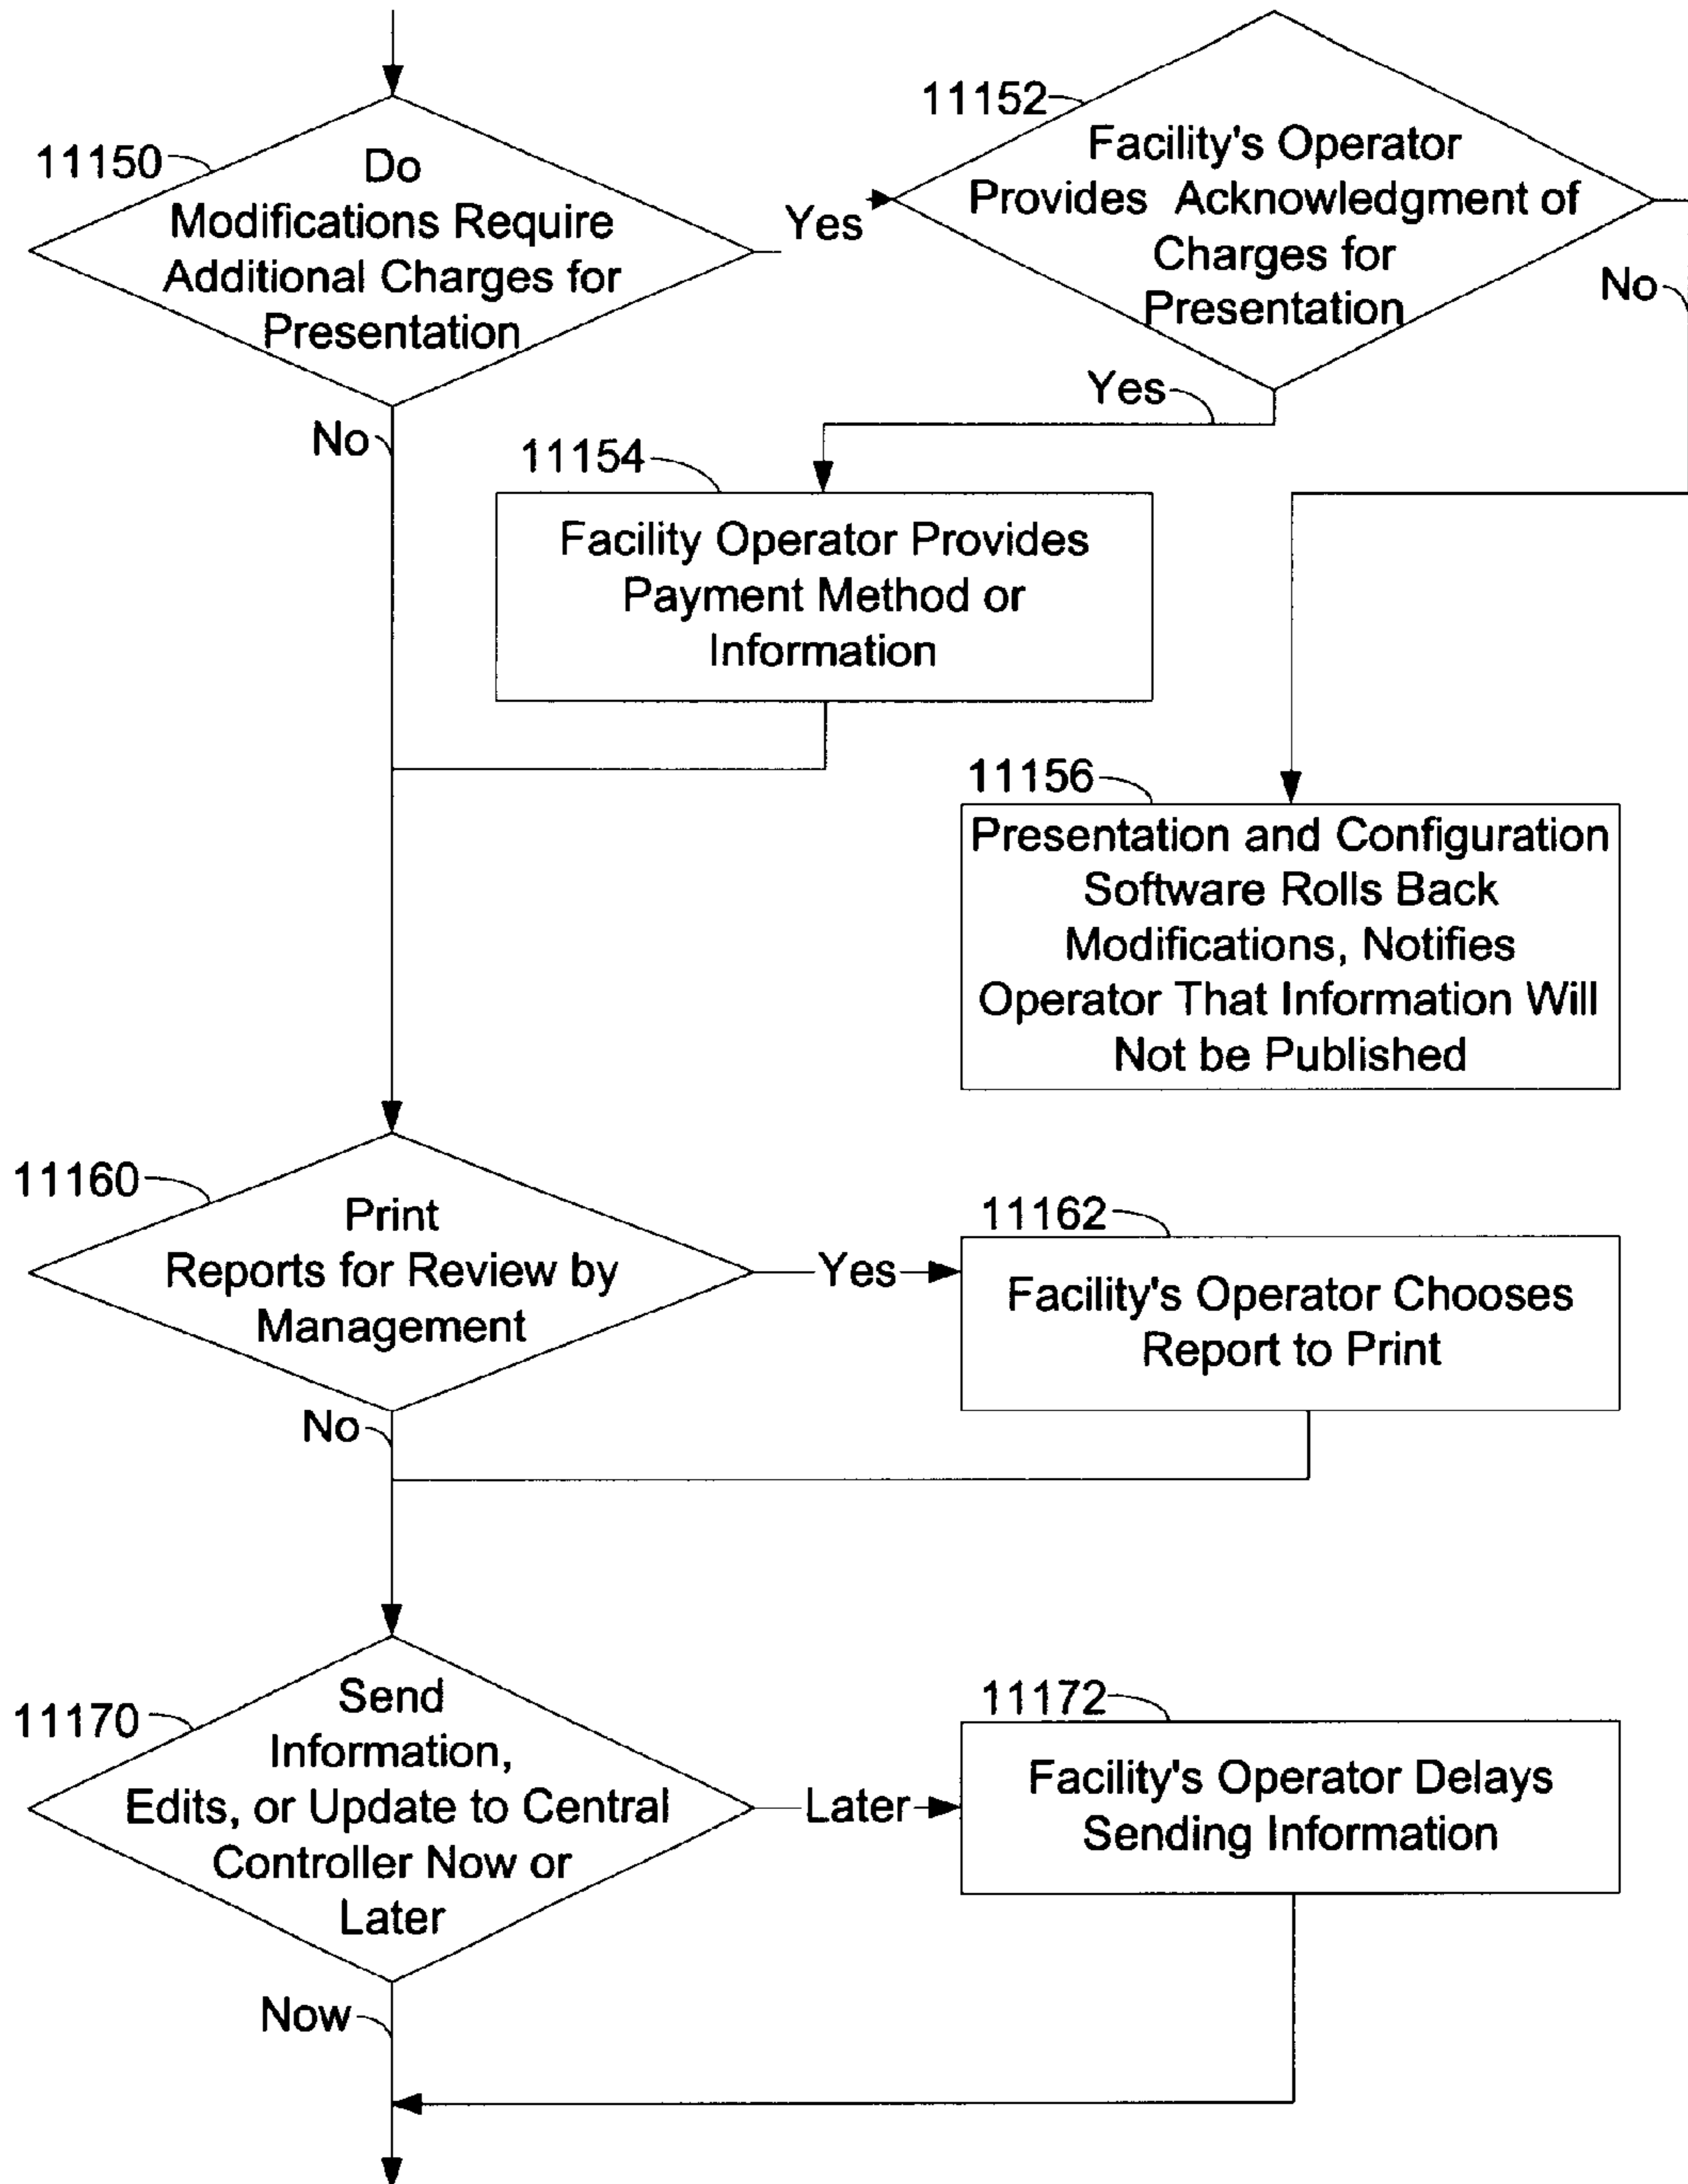 11150
Do
Modifications Require
Additional Charges for
Presentation
Yes
No
11152
Facility's Operator
Provides Acknowledgment of
Charges for
Presentation
No
Yes
11154
Facility Operator Provides
Payment Method or
Information
11156
Presentation and Configuration
Software Rolls Back
Modifications, Notifies
Operator That Information Will
Not be Published
11160
Print
Reports for Review by
Management
Yes
No
11162
Facility's Operator Chooses
Report to Print
11170
Send
Information,
Edits, or Update to Central
Controller Now or
Later
Later
Now
11172
Facility's Operator Delays
Sending Information